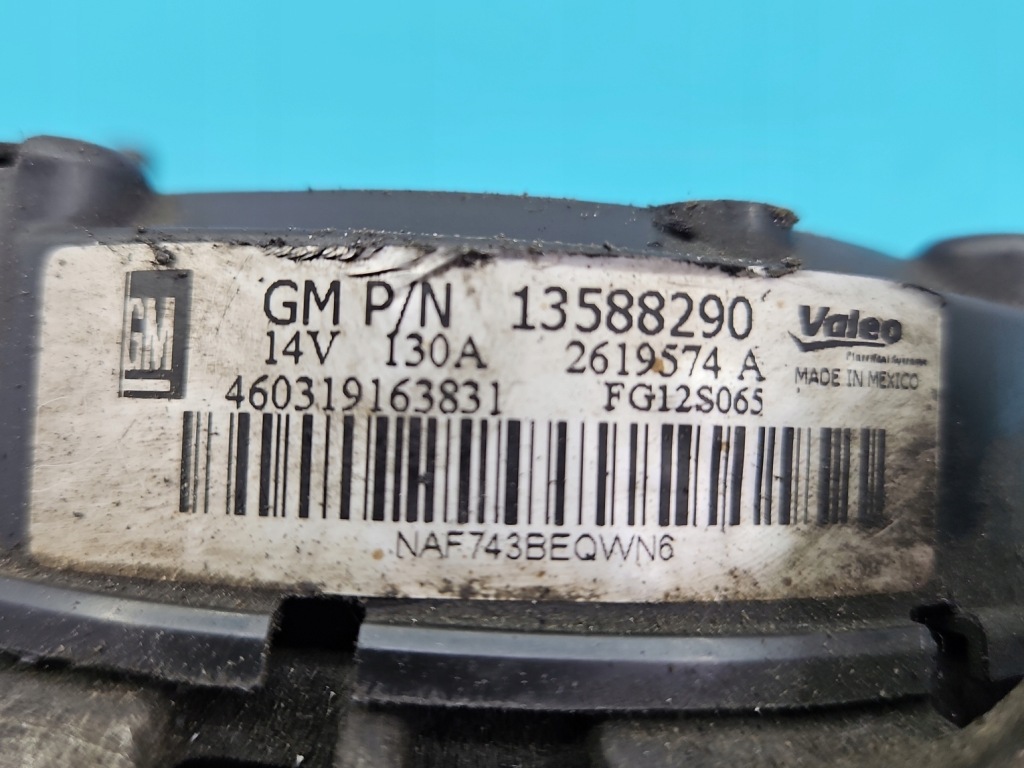 GM
GM P/N 13588290
14V 130A 2619574 A
460319163831 FG12S065
Valeo
MADE IN MEXICO
NAF743BEQWN6